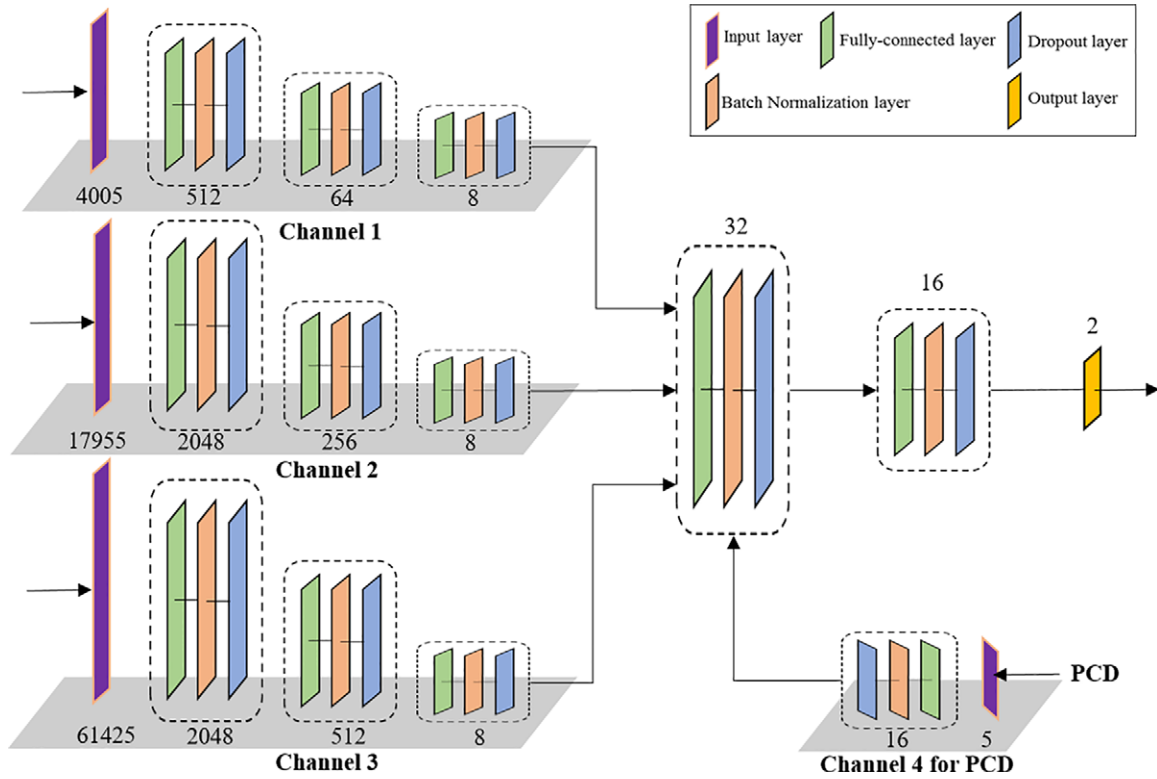 Input layer
Fully-connected layer
Dropout layer
Batch Normalization layer
Output layer
4005 512 64 8
Channel 1
17955 2048 256 8
Channel 2
61425 2048 512 8
Channel 3
32
16
2
PCD
16 5
Channel 4 for PCD